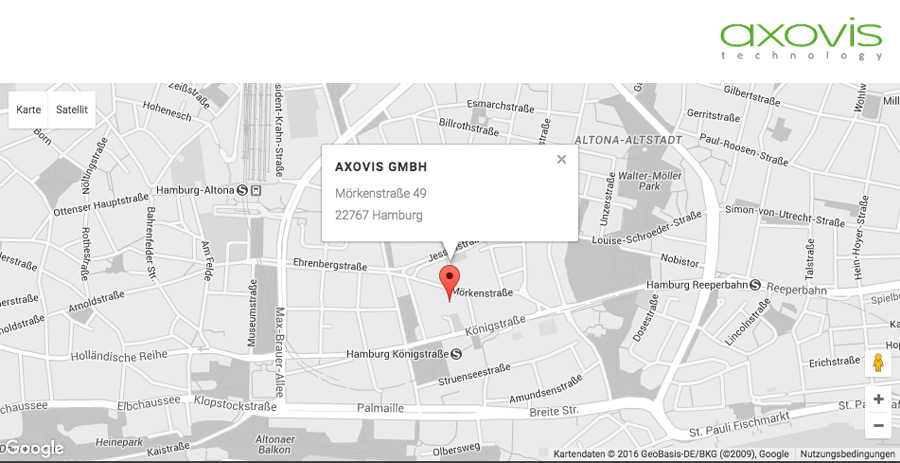 axovis
technology
Karte
Satellit
Zeißstraße
Hohenesch
Born
Nöltingstraße
Ottenser Hauptstraße
Rothestraße
Bahrenfelder Str.
Am Felde
Hamburg-Altona
Präsident-Krahn-Straße
Esmarchstraße
Billrothstraße
ALTONA-ALTSTADT
Gilbertstraße
Gerritstraße
Paul-Roosen-Straße
Wohlw
Walter-Möller
Park
Unzerstraße
Louise-Schroeder-Straße
Simon-von-Utrecht-Straße
Nobistor
Talstraße
Hein-Hoyer-Straße
AXOVIS GMBH
Mörkenstraße 49
22767 Hamburg
Ehrenbergstraße
Mörkenstraße
Hamburg Reeperbahn
Reeperbahn
Spielbu
Arnoldstraße
Arnoldstraße
Museumstraße
Max-Brauer-Allee
Königstraße
Hamburg Königstraße
Dosestraße
Lincolnstraße
Erichstraße
Holländische Reihe
Struenseestraße
Amundsenstraße
Elbchaussee
Klopstockstraße
Palmaille
Breite Str.
St. Pauli Fischmarkt
St. Pa
Heinepark
Kaistraße
Altonaer
Balkon
Olbersweg
Google
Kartendaten © 2016 GeoBasis-DE/BKG (©2009), Google
Nutzungsbedingungen